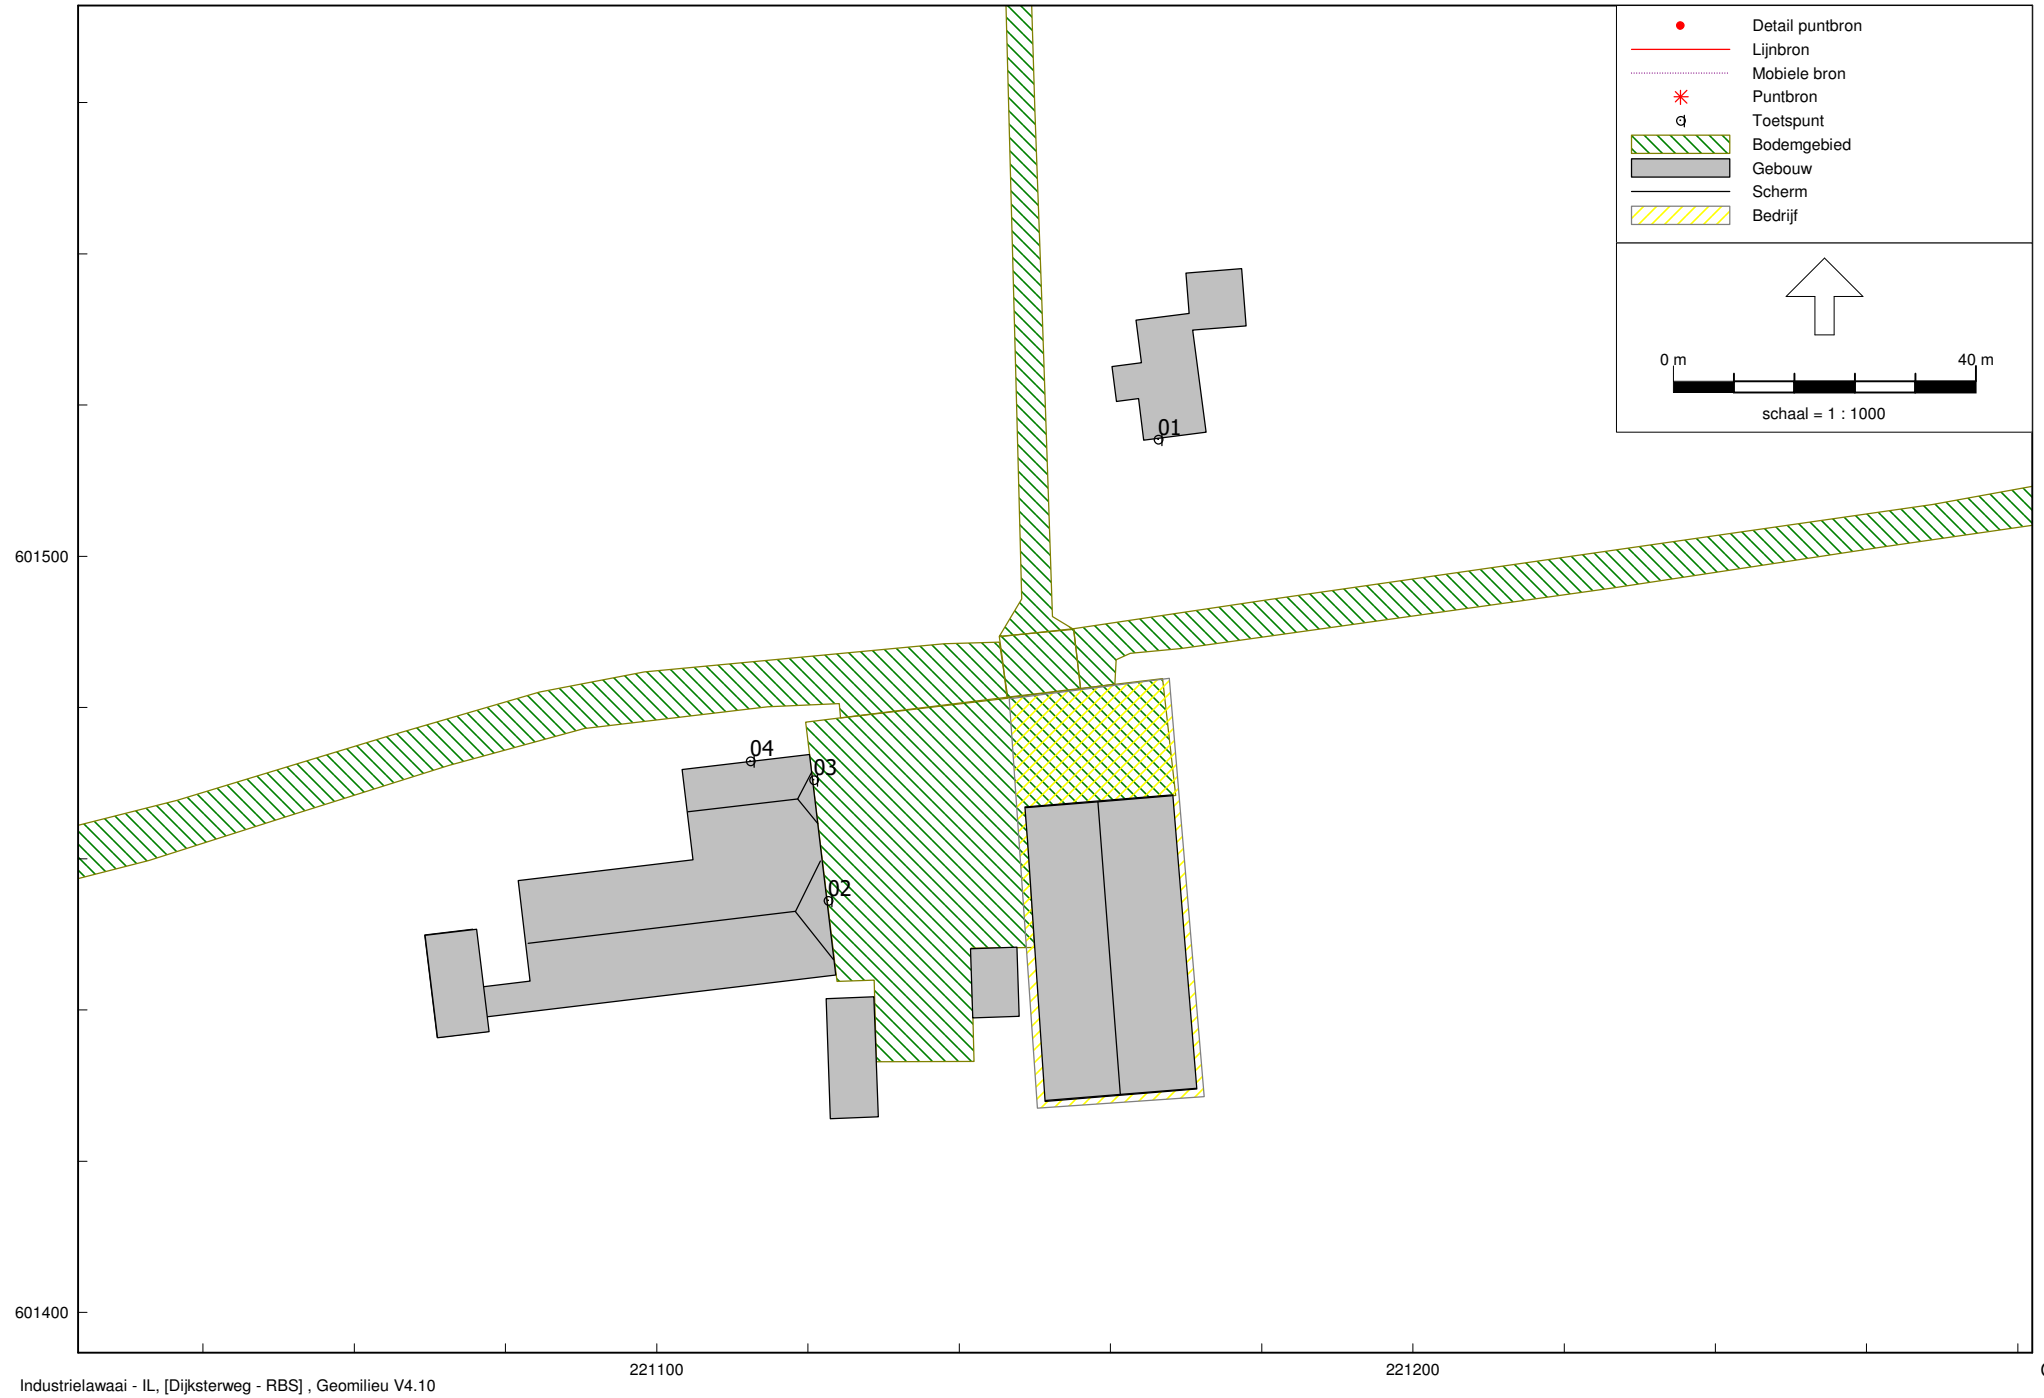 Detail puntbron
Lijnbron
Mobiele bron
Puntbron
Toetspunt
Bodemgebied
Gebouw
Scherm
Bedrijf
0 m 40 m
schaal = 1 : 1000
01
601500
04
03
02
601400
221100 221200
Industrielawaai - IL, [Dijksterweg - RBS] , Geomilieu V4.10